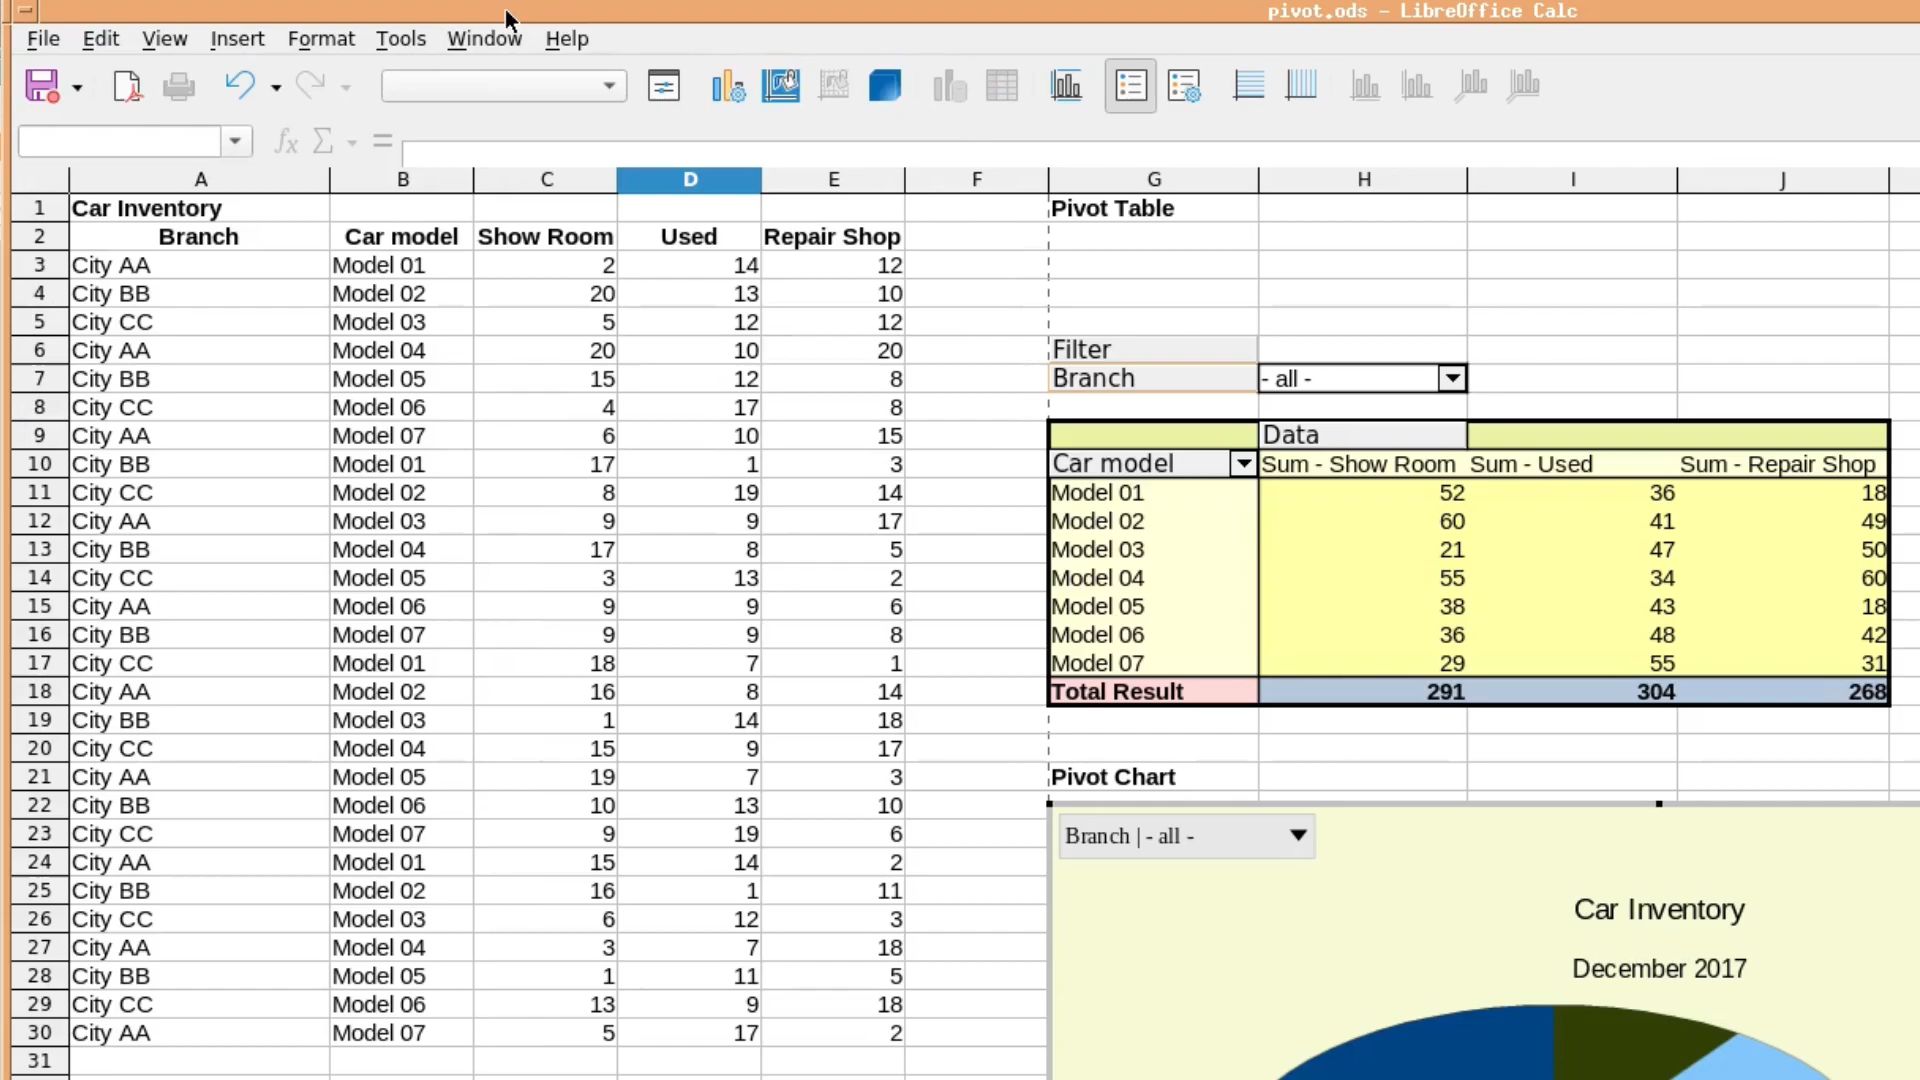 pivot.ods - LibreOffice Calc
File Edit View Insert Format Tools Window Help
fx Σ =
A B C D E F G H I J
1 Car Inventory Pivot Table
2 Branch Car model Show Room Used Repair Shop
3 City AA Model 01 2 14 12
4 City BB Model 02 20 13 10
5 City CC Model 03 5 12 12
6 City AA Model 04 20 10 20 Filter
7 City BB Model 05 15 12 8 Branch - all -
8 City CC Model 06 4 17 8
9 City AA Model 07 6 10 15 Data
10 City BB Model 01 17 1 3 Car model Sum - Show Room Sum - Used Sum - Repair Shop
11 City CC Model 02 8 19 14 Model 01 52 36 18
12 City AA Model 03 9 9 17 Model 02 60 41 49
13 City BB Model 04 17 8 5 Model 03 21 47 50
14 City CC Model 05 3 13 2 Model 04 55 34 60
15 City AA Model 06 9 9 6 Model 05 38 43 18
16 City BB Model 07 9 9 8 Model 06 36 48 42
17 City CC Model 01 18 7 1 Model 07 29 55 31
18 City AA Model 02 16 8 14 Total Result 291 304 268
19 City BB Model 03 1 14 18
20 City CC Model 04 15 9 17
21 City AA Model 05 19 7 3 Pivot Chart
22 City BB Model 06 10 13 10
23 City CC Model 07 9 19 6 Branch | - all -
24 City AA Model 01 15 14 2
25 City BB Model 02 16 1 11
26 City CC Model 03 6 12 3 Car Inventory
27 City AA Model 04 3 7 18
28 City BB Model 05 1 11 5 December 2017
29 City CC Model 06 13 9 18
30 City AA Model 07 5 17 2
31